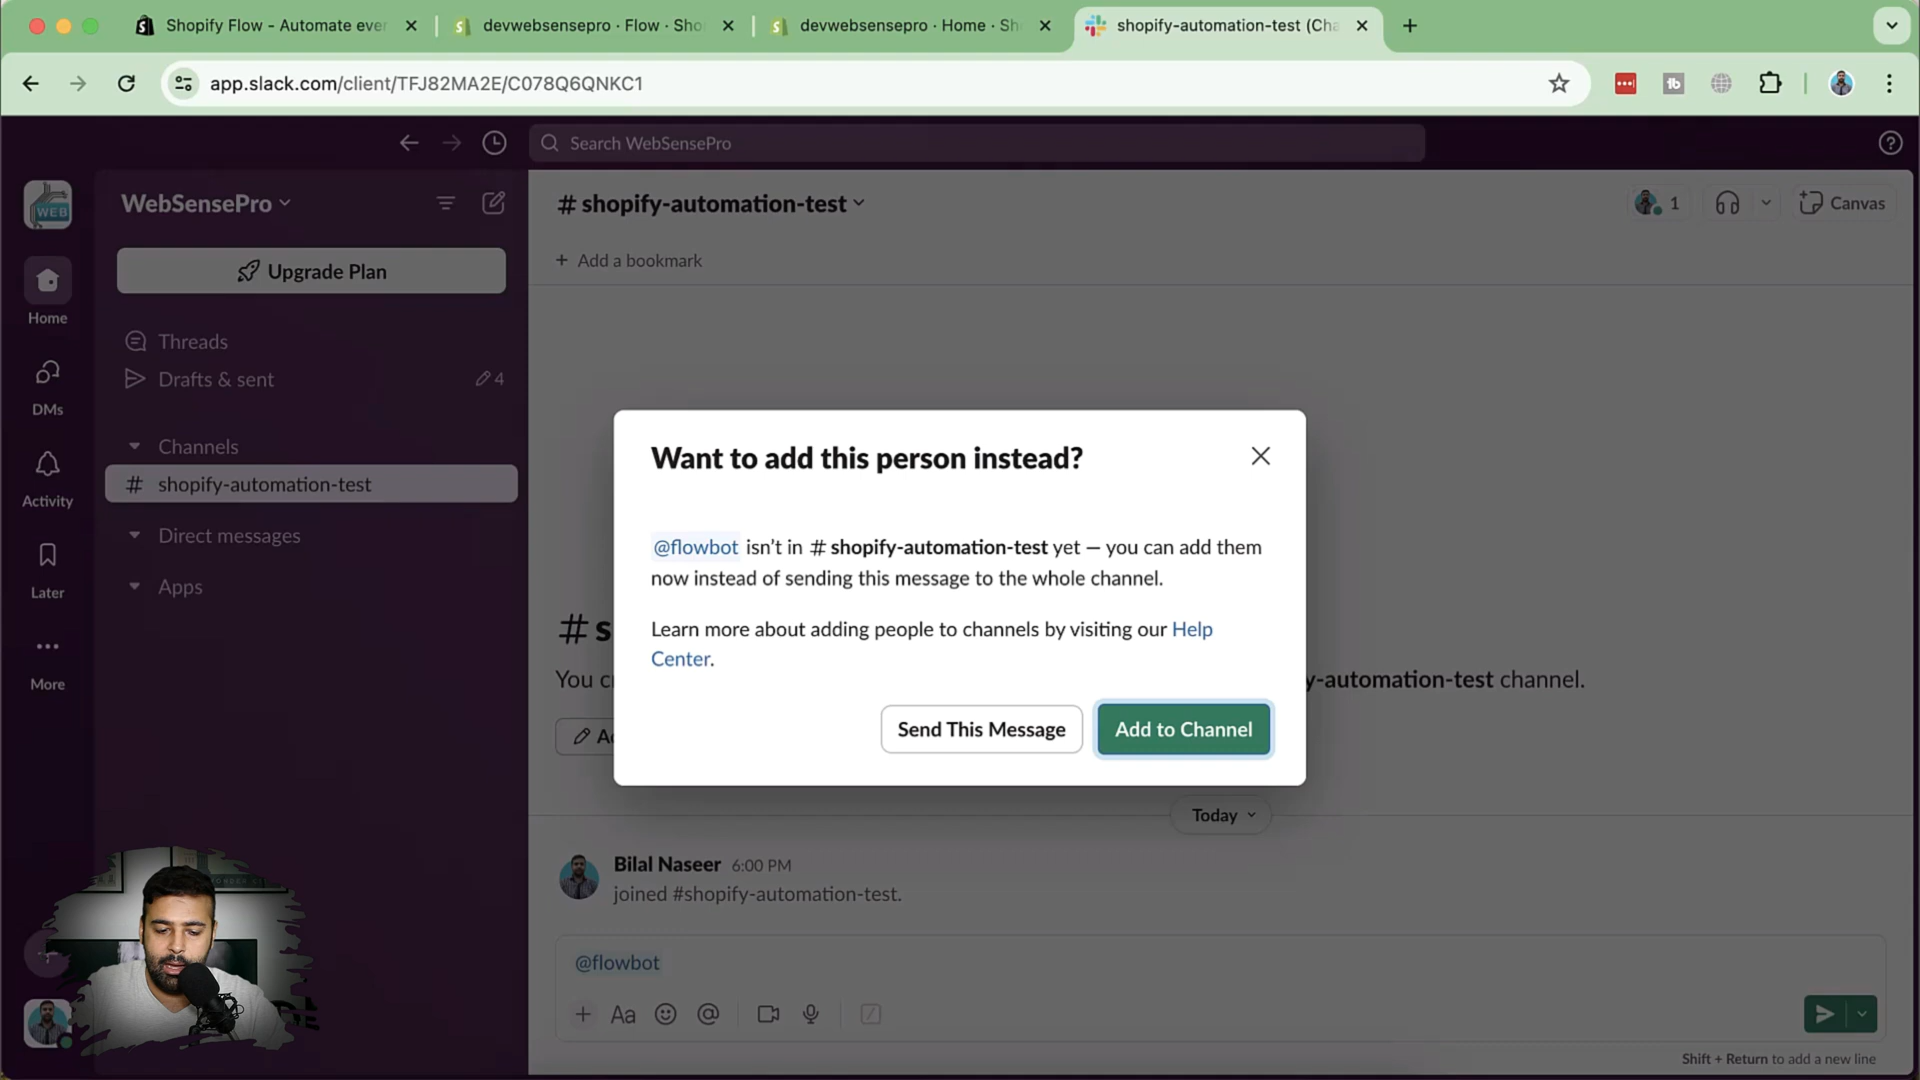 Shopify Flow - Automate ever
devwebsensepro · Flow · Sho
devwebsensepro · Home · Sh
shopify-automation-test (Cha
app.slack.com/client/TFJ82MA2E/C078Q6QNKC1
Search WebSensePro
WEB
Home
DMs
Activity
Later
More
WebSensePro
Upgrade Plan
Threads
Drafts & sent
4
Channels
# shopify-automation-test
Direct messages
Apps
# shopify-automation-test
1
Canvas
+ Add a bookmark
Want to add this person instead?
@flowbot isn’t in # shopify-automation-test yet — you can add them
now instead of sending this message to the whole channel.
Learn more about adding people to channels by visiting our Help
Center.
Send This Message
Add to Channel
# s
You c
y-automation-test channel.
Today
Bilal Naseer 6:00 PM
joined #shopify-automation-test.
@flowbot
Aa
Shift + Return to add a new line